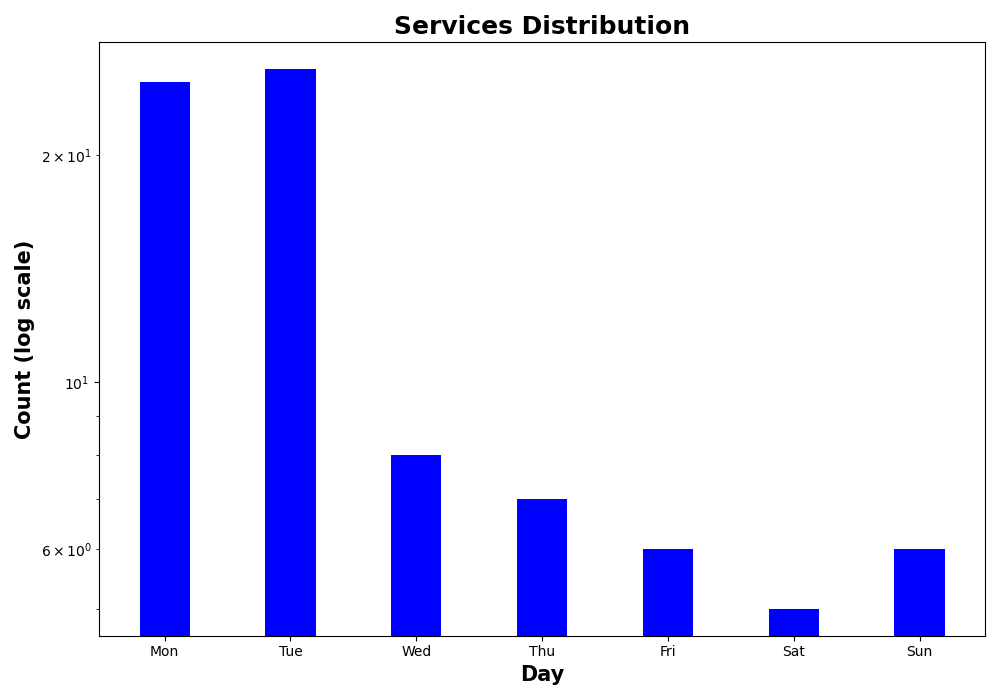 Services Distribution
Count (log scale)
2 × 10¹
10¹
6 × 10⁰
Mon Tue Wed Thu Fri Sat Sun
Day